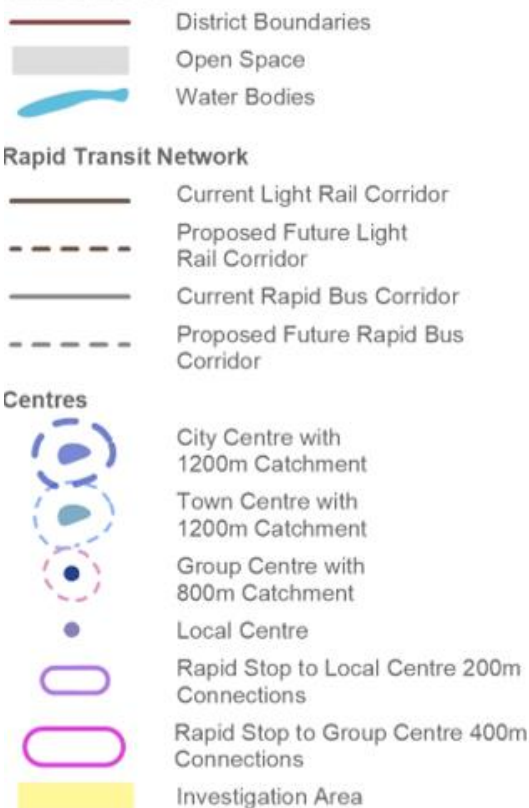 District Boundaries
Open Space
Water Bodies
Rapid Transit Network
Current Light Rail Corridor
Proposed Future Light
Rail Corridor
Current Rapid Bus Corridor
Proposed Future Rapid Bus
Corridor
Centres
City Centre with
1200m Catchment
Town Centre with
1200m Catchment
Group Centre with
800m Catchment
Local Centre
Rapid Stop to Local Centre 200m
Connections
Rapid Stop to Group Centre 400m
Connections
Investigation Area